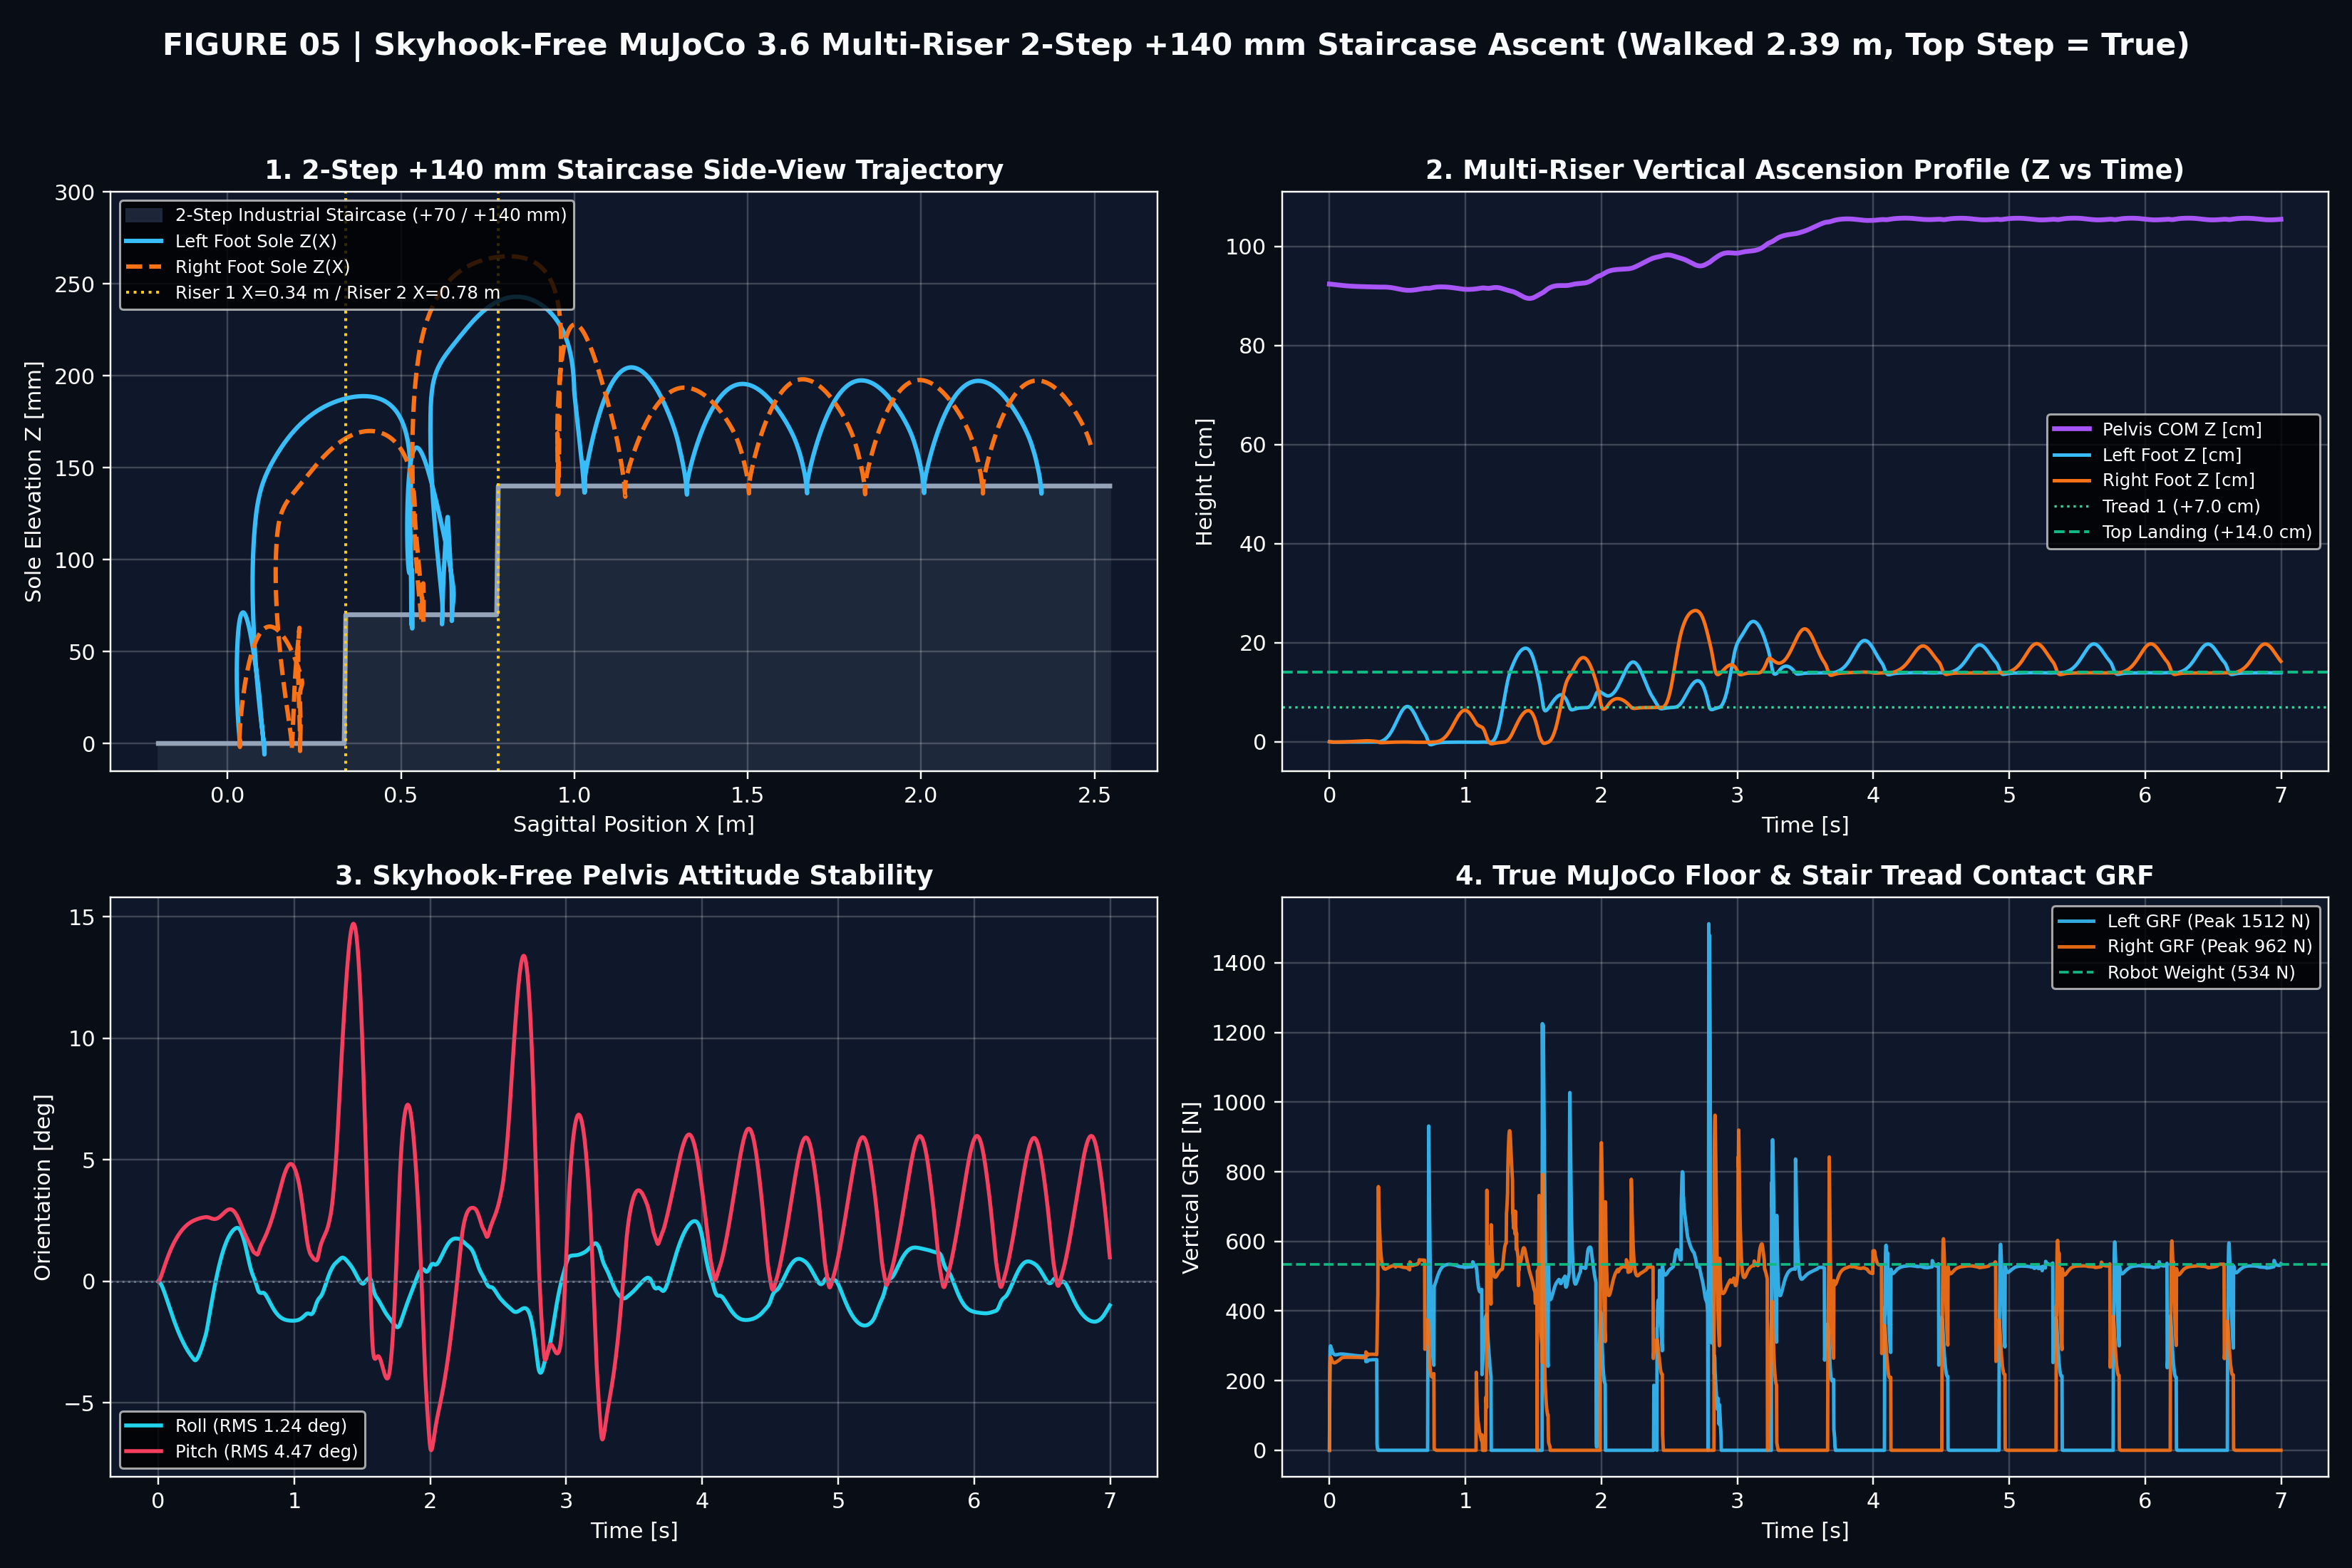 FIGURE 05 | Skyhook-Free MuJoCo 3.6 Multi-Riser 2-Step +140 mm Staircase Ascent (Walked 2.39 m, Top Step = True)
1. 2-Step +140 mm Staircase Side-View Trajectory
300
250
200
150
100
50
0
Sole Elevation Z [mm]
2-Step Industrial Staircase (+70 / +140 mm)
Left Foot Sole Z(X)
Right Foot Sole Z(X)
Riser 1 X=0.34 m / Riser 2 X=0.78 m
0.0 0.5 1.0 1.5 2.0 2.5
Sagittal Position X [m]
2. Multi-Riser Vertical Ascension Profile (Z vs Time)
100
80
60
40
20
0
Height [cm]
Pelvis COM Z [cm]
Left Foot Z [cm]
Right Foot Z [cm]
Tread 1 (+7.0 cm)
Top Landing (+14.0 cm)
0 1 2 3 4 5 6 7
Time [s]
3. Skyhook-Free Pelvis Attitude Stability
15
10
5
0
−5
Orientation [deg]
Roll (RMS 1.24 deg)
Pitch (RMS 4.47 deg)
0 1 2 3 4 5 6 7
Time [s]
4. True MuJoCo Floor & Stair Tread Contact GRF
1400
1200
1000
800
600
400
200
0
Vertical GRF [N]
Left GRF (Peak 1512 N)
Right GRF (Peak 962 N)
Robot Weight (534 N)
0 1 2 3 4 5 6 7
Time [s]